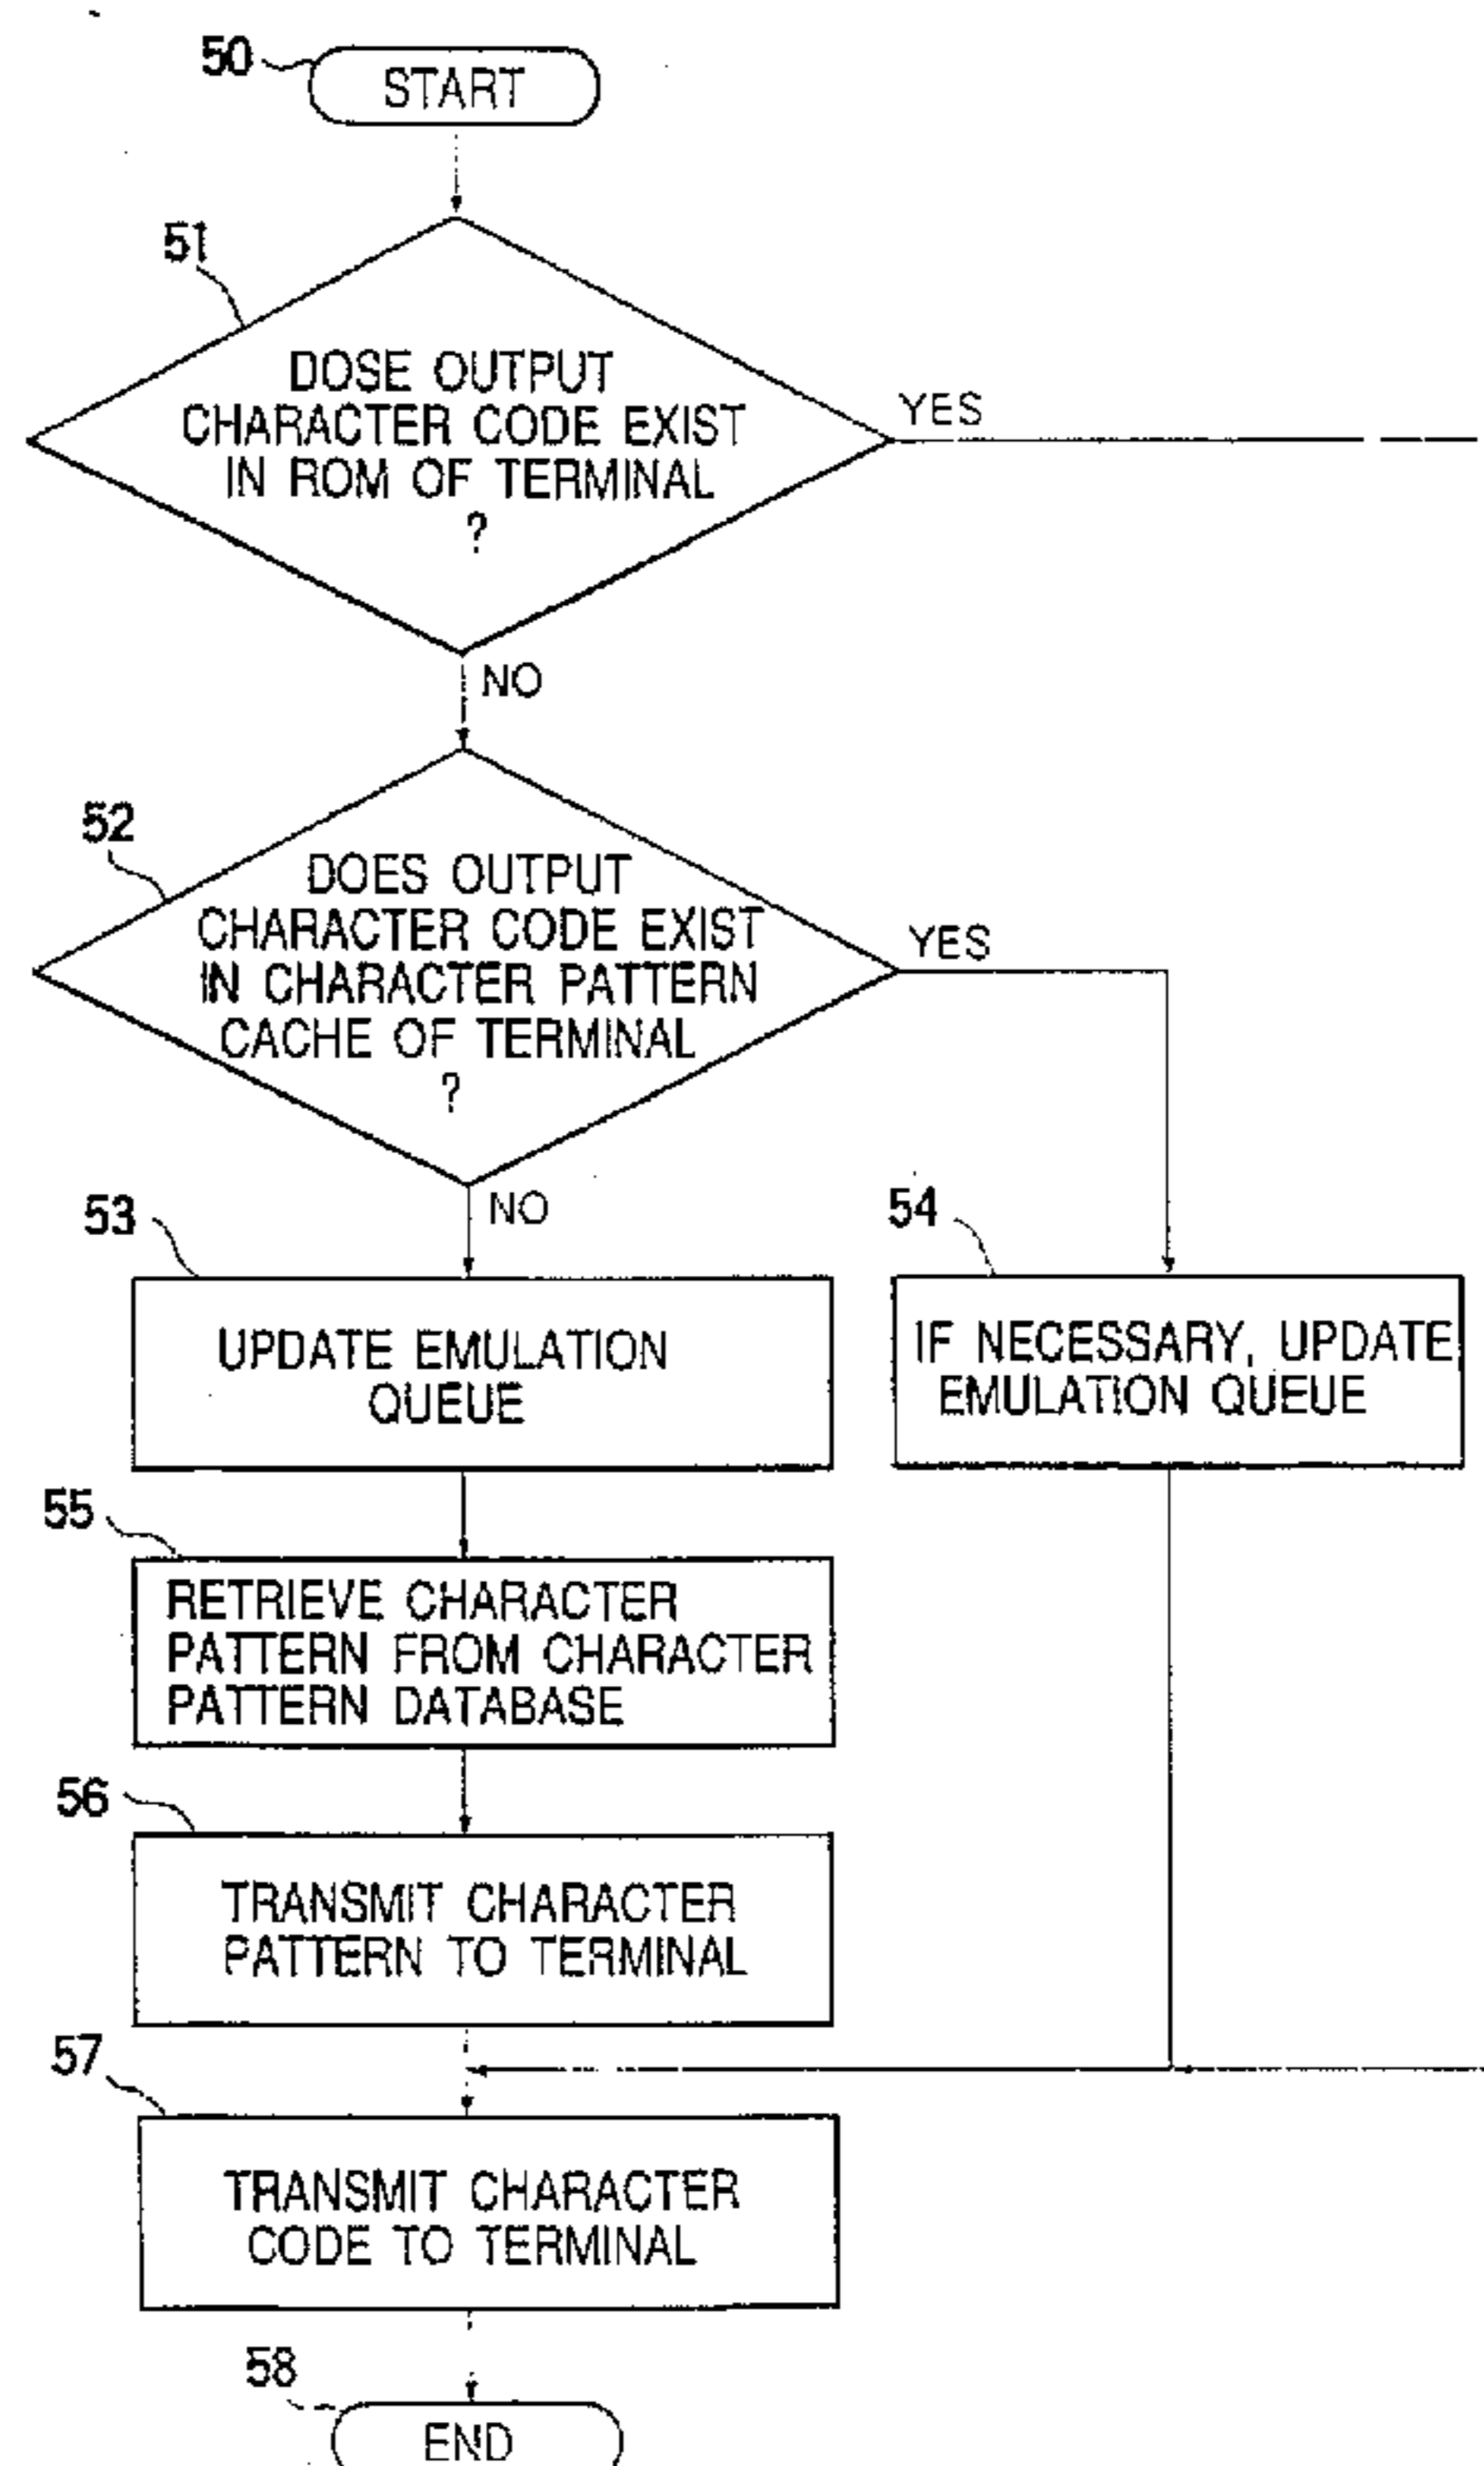 50
START
51
DOSE OUTPUT
CHARACTER CODE EXIST
IN ROM OF TERMINAL
?
YES
NO
52
DOES OUTPUT
CHARACTER CODE EXIST
IN CHARACTER PATTERN
CACHE OF TERMINAL
?
YES
NO
53
UPDATE EMULATION
QUEUE
54
IF NECESSARY, UPDATE
EMULATION QUEUE
55
RETRIEVE CHARACTER
PATTERN FROM CHARACTER
PATTERN DATABASE
56
TRANSMIT CHARACTER
PATTERN TO TERMINAL
57
TRANSMIT CHARACTER
CODE TO TERMINAL
58
END